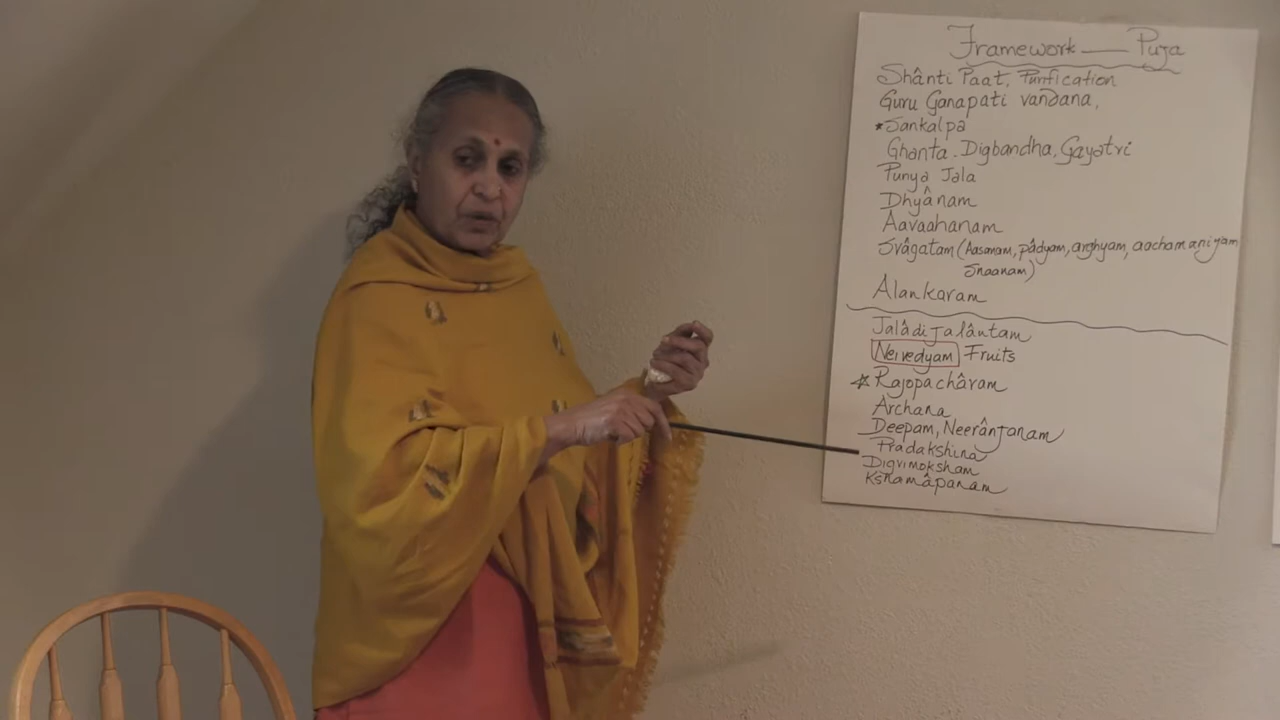 Framework — Puja
Shânti Paat, Purification
Guru Ganapati vandana,
*Sankalpa
Ghanta. Digbandha, Gayatri
Punya Jala
Dhyânam
Aavaahanam
Svâgatam (Aasanam, pâdyam, arghyam, aachamaniyam
Snaanam)
Alankaram
Jalâdi jalântam
Neivedyam Fruits
☆ Rajopachâram
Archana
Deepam, Neerânjanam
Pradakshina
Digvimoksham
Kshamâpanam